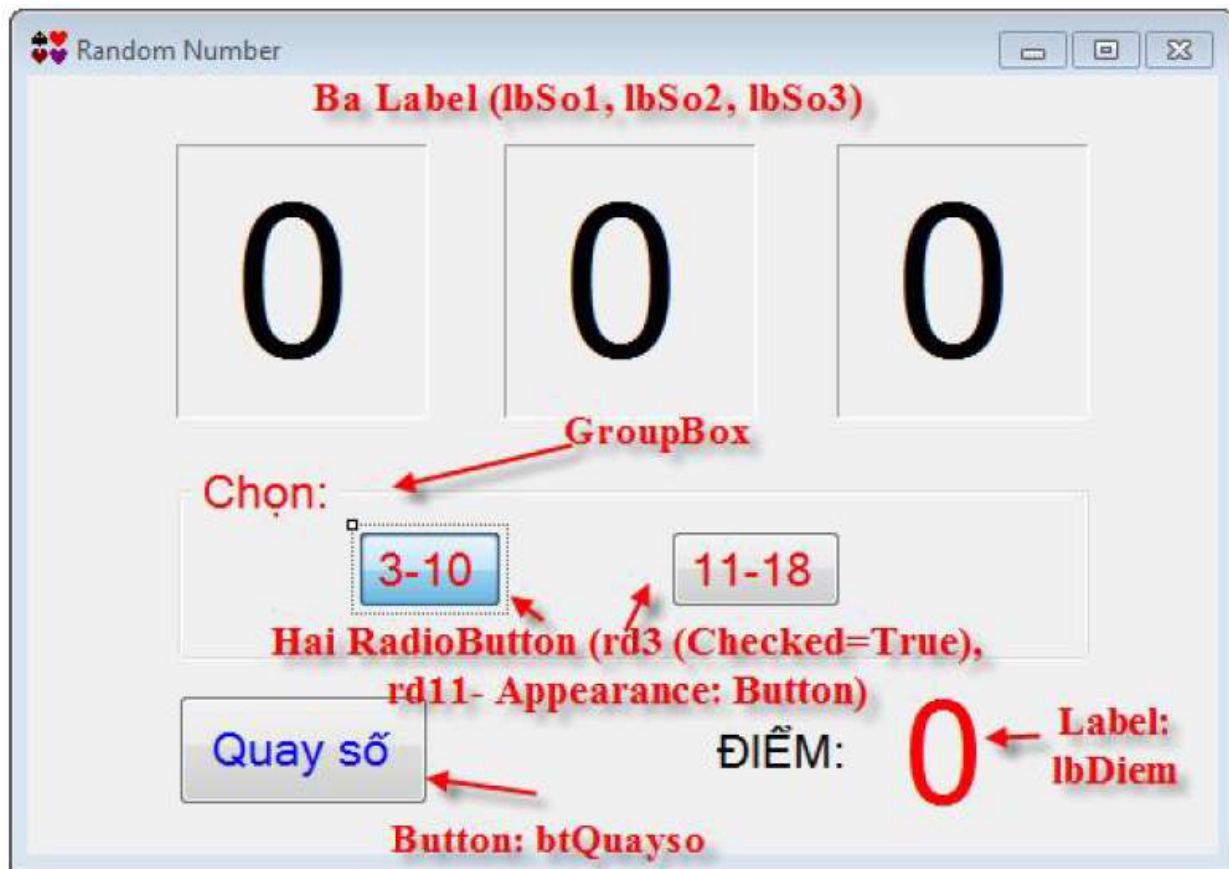 Random Number
Ba Label (lbSo1, lbSo2, lbSo3)
0 0 0
GroupBox
Chọn:
3-10 11-18
Hai RadioButton (rd3 (Checked=True),
rd11- Appearance: Button)
Quay số
ĐIỂM:
0
Label:
lbDiem
Button: btQuayso